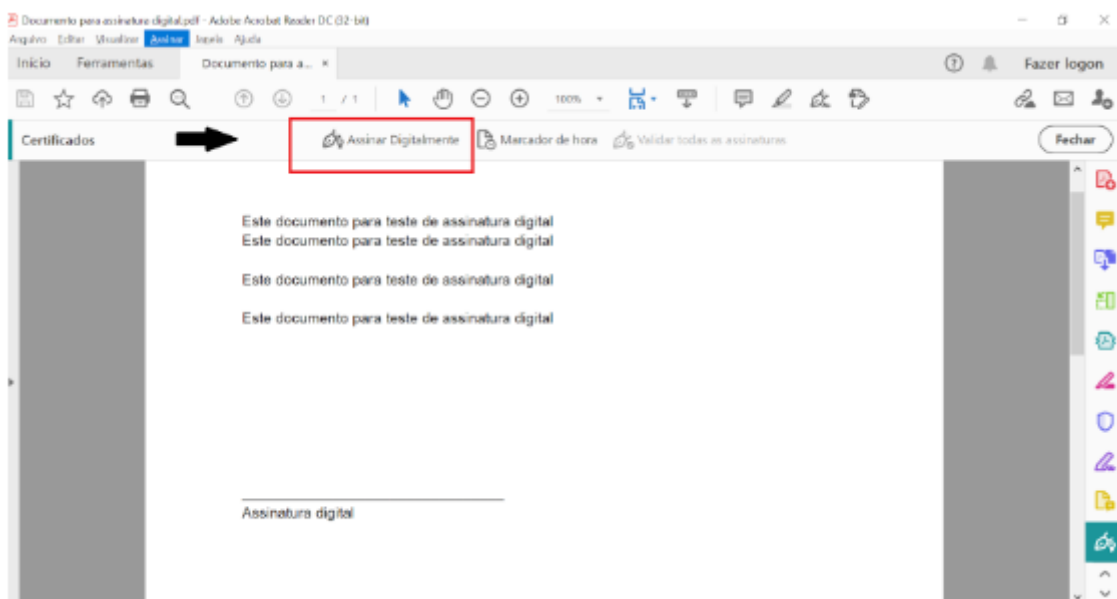 Documento para assinatura digital.pdf - Adobe Acrobat Reader DC (32-bit)
Arquivo Editar Visualizar Assinar Janela Ajuda
Início Ferramentas Documento para a... × Fazer logon
1 / 1 100%
Certificados Assinar Digitalmente Marcador de hora Validar todas as assinaturas Fechar
Este documento para teste de assinatura digital
Este documento para teste de assinatura digital
Este documento para teste de assinatura digital
Este documento para teste de assinatura digital
Assinatura digital